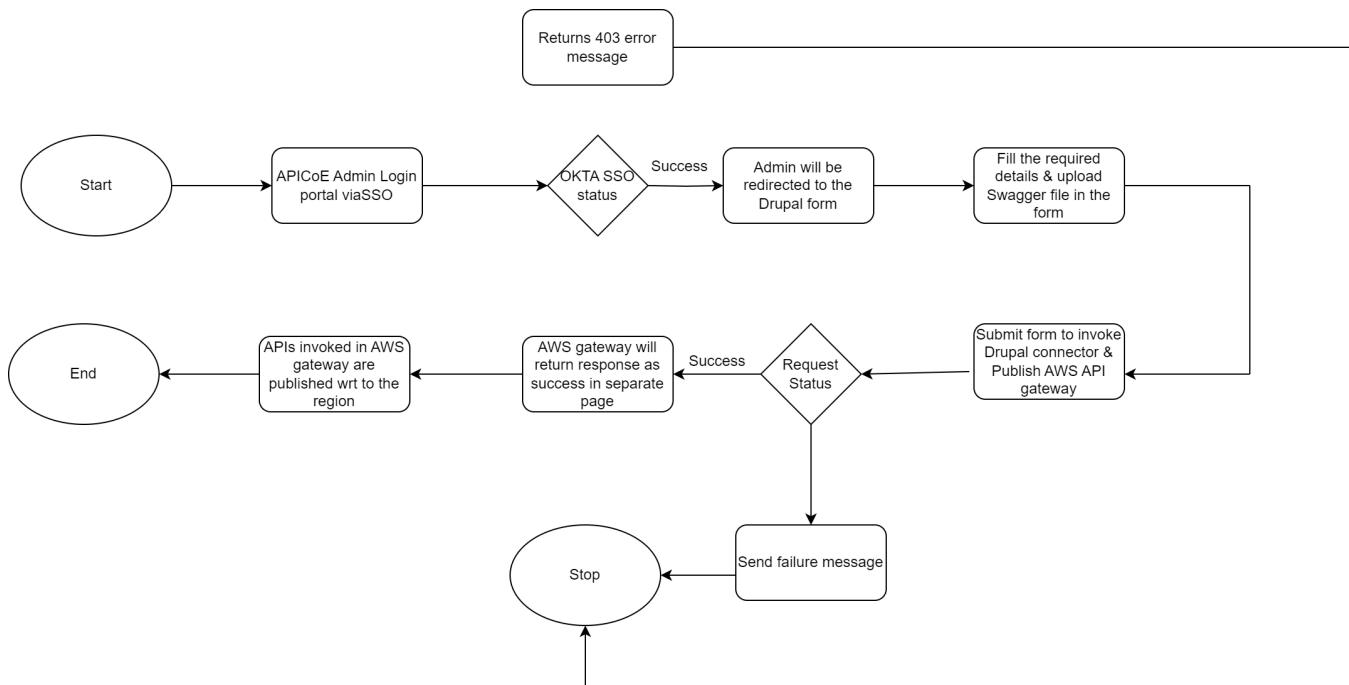 Returns 403 error
message
Start
APICoE Admin Login
portal viaSSO
OKTA SSO
status
Success
Admin will be
redirected to the
Drupal form
Fill the required
details & upload
Swagger file in the
form
End
APIs invoked in AWS
gateway are
published wrt to the
region
AWS gateway will
return response as
success in separate
page
Success
Request
Status
Submit form to invoke
Drupal connector &
Publish AWS API
gateway
Stop
Send failure message